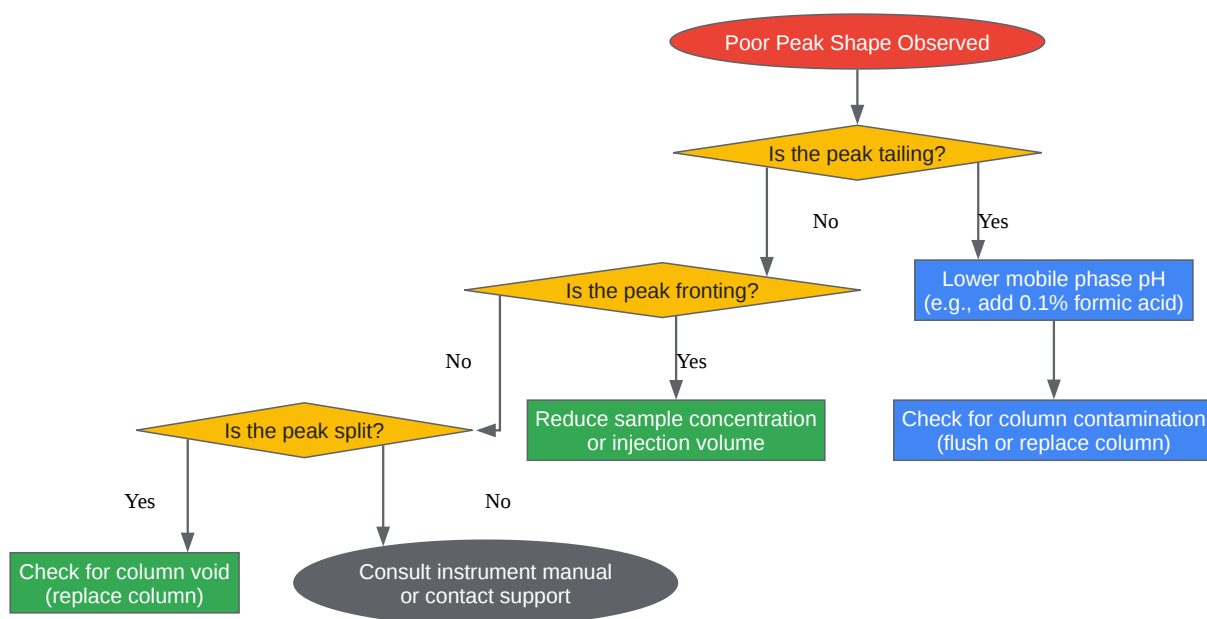 Poor Peak Shape Observed
Is the peak tailing?
No
Yes
Is the peak fronting?
Lower mobile phase pH
(e.g., add 0.1% formic acid)
No
Yes
Is the peak split?
Reduce sample concentration
or injection volume
Check for column contamination
(flush or replace column)
Yes
No
Check for column void
(replace column)
Consult instrument manual
or contact support